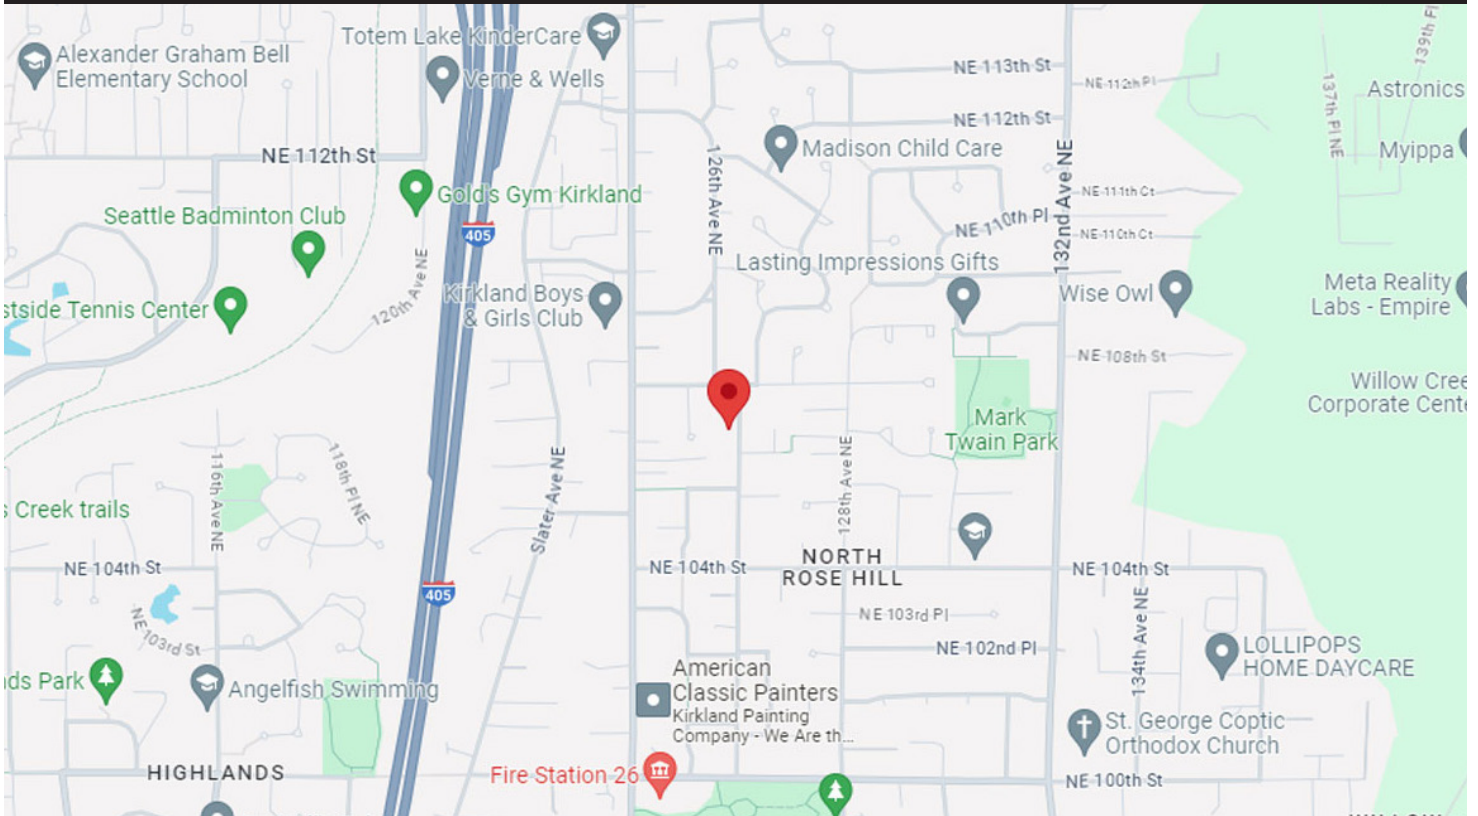 Alexander Graham Bell
Elementary School
Totem Lake KinderCare
Verne & Wells
NE 113th St
NE 112th Pl
139th Pl
137th Pl NE
Astronics
NE 112th St
NE 112th St
126th Ave NE
Madison Child Care
132nd Ave NE
Myippa
Gold's Gym Kirkland
Seattle Badminton Club
405
NE 111th Ct
NE 110th Pl
NE 110th Ct
120th Ave NE
Lasting Impressions Gifts
Kirkland Boys
& Girls Club
Wise Owl
Meta Reality
Labs - Empire
stside Tennis Center
NE 108th St
Willow Cree
Corporate Cente
Mark
Twain Park
116th Ave NE
118th Pl NE
Slater Ave NE
128th Ave NE
s Creek trails
NORTH
ROSE HILL
NE 104th St
NE 104th St
NE 104th St
405
NE 103rd St
NE 103rd Pl
134th Ave NE
NE 102nd Pl
LOLLIPOPS
HOME DAYCARE
American
Classic Painters
Kirkland Painting
Company - We Are th...
ds Park
Angelfish Swimming
St. George Coptic
Orthodox Church
HIGHLANDS
Fire Station 26
NE 100th St